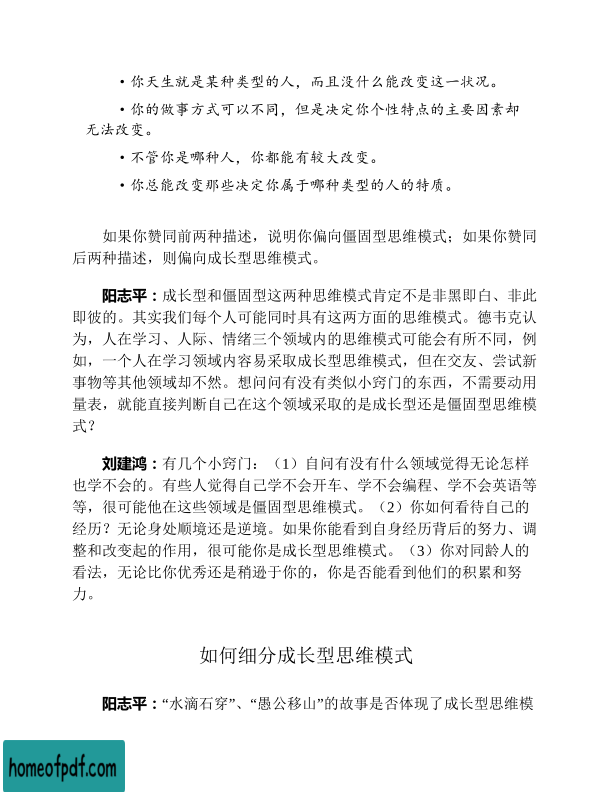 •你天生就是某种类型的人，而且没什么能改变这一状况。
•你的做事方式可以不同，但是决定你个性特点的主要因素却
无法改变。
•不管你是哪种人，你都能有较大改变。
•你总能改变那些决定你属于哪种类型的人的特质。
如果你赞同前两种描述，说明你偏向僵固型思维模式；如果你赞同
后两种描述，则偏向成长型思维模式。
阳志平：成长型和僵固型这两种思维模式肯定不是非黑即白、非此
即彼的。其实我们每个人可能同时具有这两方面的思维模式。德韦克认
为，人在学习、人际、情绪三个领域内的思维模式可能会有所不同，例
如，一个人在学习领域内容易采取成长型思维模式，但在交友、尝试新
事物等其他领域却不然。想问问有没有类似小窍门的东西，不需要动用
量表，就能直接判断自己在这个领域采取的是成长型还是僵固型思维模
式？
刘建鸿：有几个小窍门：（1）自问有没有什么领域觉得无论怎样
也学不会的。有些人觉得自己学不会开车、学不会编程、学不会英语等
等，很可能他在这些领域是僵固型思维模式。（2）你如何看待自己的
经历？无论身处顺境还是逆境。如果你能看到自身经历背后的努力、调
整和改变起的作用，很可能你是成长型思维模式。（3）你对同龄人的
看法，无论比你优秀还是稍逊于你的，你是否能看到他们的积累和努
力。
如何细分成长型思维模式
阳志平：“水滴石穿”、“愚公移山”的故事是否体现了成长型思维模
homeofpdf.com